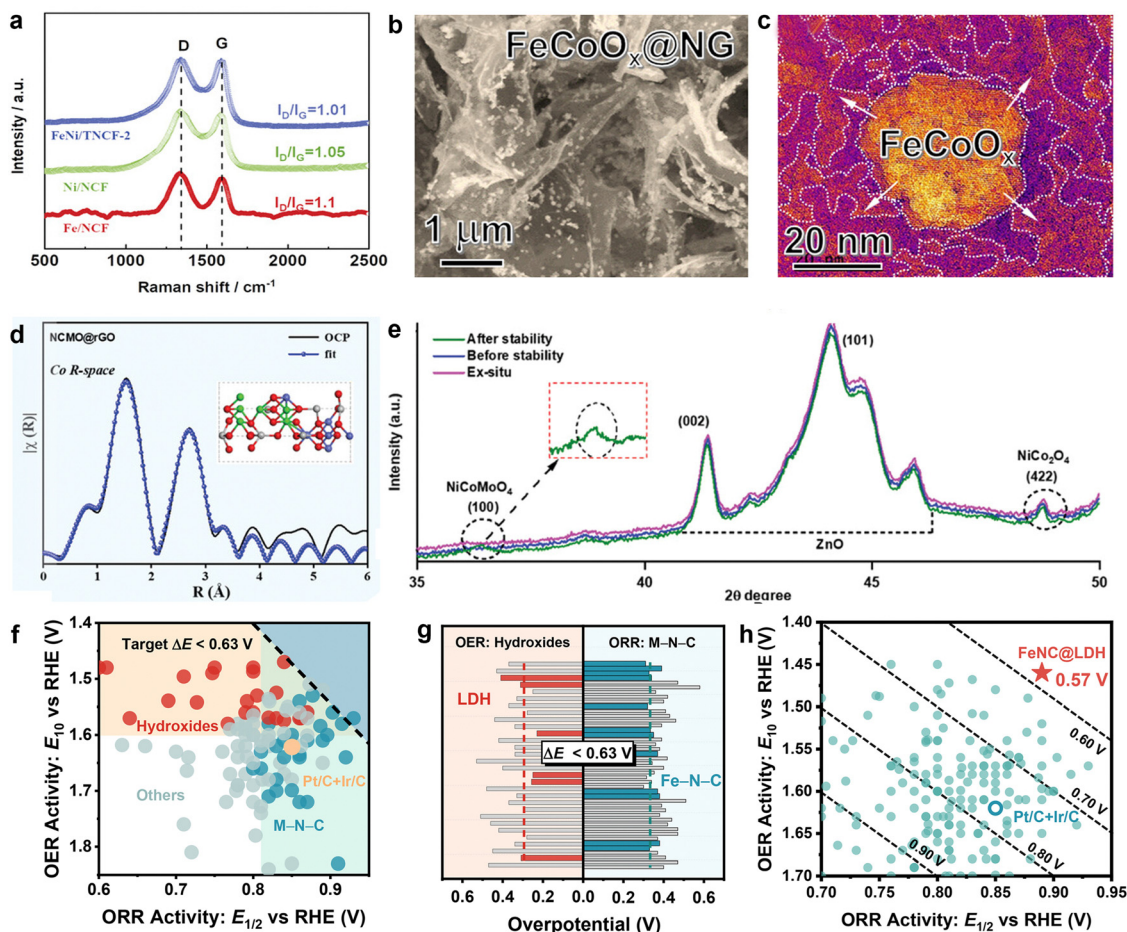 a
D
G
I_D/I_G=1.01
FeNi/TNCF-2
I_D/I_G=1.05
Ni/NCF
I_D/I_G=1.1
Fe/NCF
Intensity / a.u.
500 1000 1500 2000 2500
Raman shift / cm⁻¹
b
FeCoOₓ@NG
1 μm
c
FeCoOₓ
20 nm
d
NCMO@rGO
OCP
fit
Co R-space
|χ (R)|
0 1 2 3 4 5 6
R (Å)
e
After stability
Before stability
Ex-situ
(101)
(002)
NiCoMoO₄
(100)
NiCo₂O₄
(422)
ZnO
Intensity (a.u.)
35 40 45 50
2θ degree
f
Target ΔE < 0.63 V
Hydroxides
Pt/C+Ir/C
Others
M–N–C
OER Activity: E₁₀ vs RHE (V)
1.4
1.5
1.6
1.7
1.8
0.6 0.7 0.8 0.9
ORR Activity: E₁/₂ vs RHE (V)
g
OER: Hydroxides
ORR: M–N–C
LDH
ΔE < 0.63 V
Fe–N–C
0.6 0.4 0.2 0.0 0.2 0.4 0.6
Overpotential (V)
h
FeNC@LDH
0.57 V
0.60 V
0.70 V
Pt/C+Ir/C
0.80 V
0.90 V
OER Activity: E₁₀ vs RHE (V)
1.40
1.45
1.50
1.55
1.60
1.65
1.70
0.70 0.75 0.80 0.85 0.90 0.95
ORR Activity: E₁/₂ vs RHE (V)